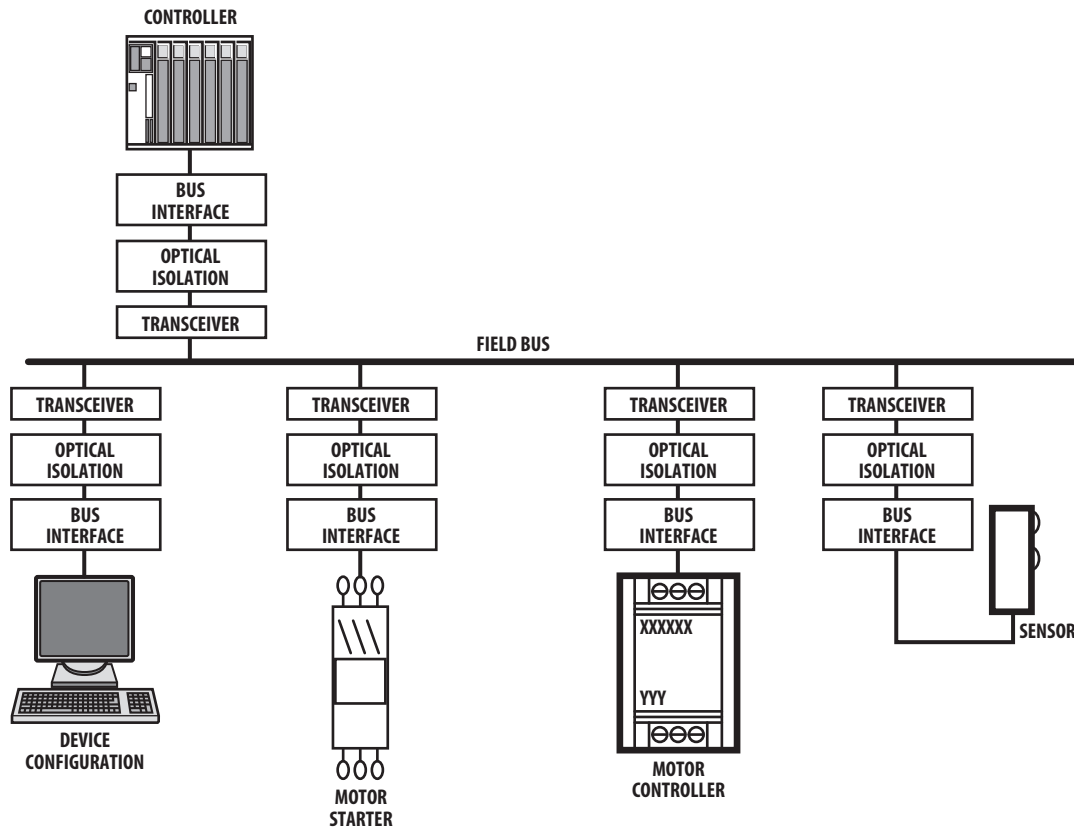 CONTROLLER
BUS
INTERFACE
OPTICAL
ISOLATION
TRANSCEIVER
FIELD BUS
TRANSCEIVER
OPTICAL
ISOLATION
BUS
INTERFACE
DEVICE
CONFIGURATION
TRANSCEIVER
OPTICAL
ISOLATION
BUS
INTERFACE
MOTOR
STARTER
TRANSCEIVER
OPTICAL
ISOLATION
BUS
INTERFACE
XXXXXX
YYY
MOTOR
CONTROLLER
TRANSCEIVER
OPTICAL
ISOLATION
BUS
INTERFACE
SENSOR